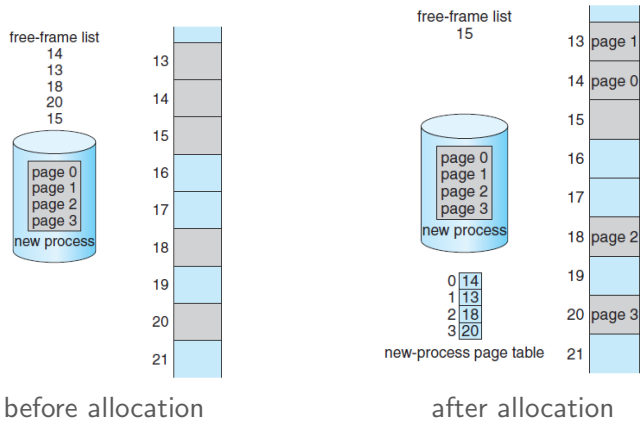 free-frame list
14
13
18
20
15
page 0
page 1
page 2
page 3
new process
13
14
15
16
17
18
19
20
21
before allocation
free-frame list
15
page 0
page 1
page 2
page 3
new process
0 14
1 13
2 18
3 20
new-process page table
13 page 1
14 page 0
15
16
17
18 page 2
19
20 page 3
21
after allocation